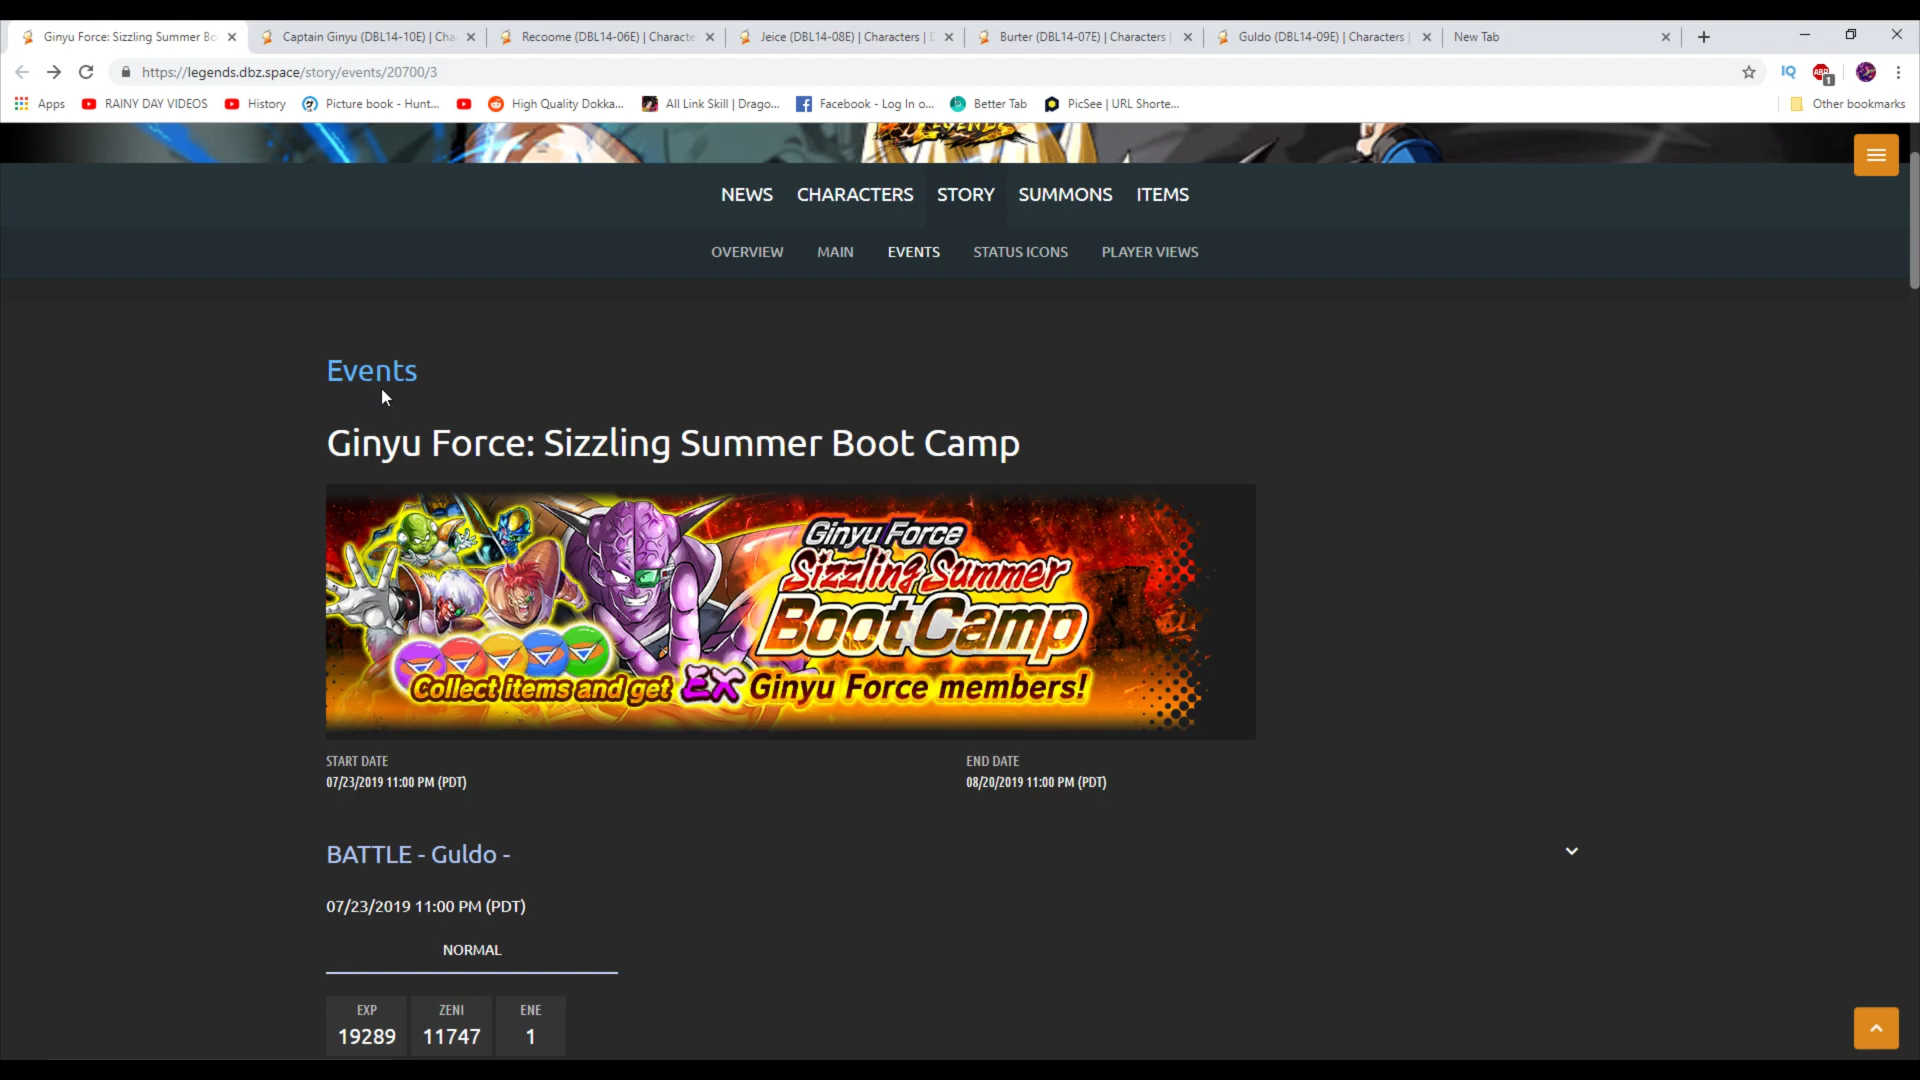 Ginyu Force: Sizzling Summer Bo
Captain Ginyu (DBL14-10E) | Cha
Recoome (DBL14-06E) | Characte
Jeice (DBL14-08E) | Characters | D
Burter (DBL14-07E) | Characters |
Guldo (DBL14-09E) | Characters |
New Tab
https://legends.dbz.space/story/events/20700/3
IQ
ABP
1
Apps
RAINY DAY VIDEOS
History
Picture book - Hunt...
High Quality Dokka...
All Link Skill | Drago...
Facebook - Log In o...
Better Tab
PicSee | URL Shorte...
Other bookmarks
LEGENDS
NEWS
CHARACTERS
STORY
SUMMONS
ITEMS
OVERVIEW
MAIN
EVENTS
STATUS ICONS
PLAYER VIEWS
Events
Ginyu Force: Sizzling Summer Boot Camp
Ginyu Force
Sizzling Summer
Boot Camp
Collect items and get EX Ginyu Force members!
START DATE
07/23/2019 11:00 PM (PDT)
END DATE
08/20/2019 11:00 PM (PDT)
BATTLE - Guldo -
07/23/2019 11:00 PM (PDT)
NORMAL
EXP
19289
ZENI
11747
ENE
1